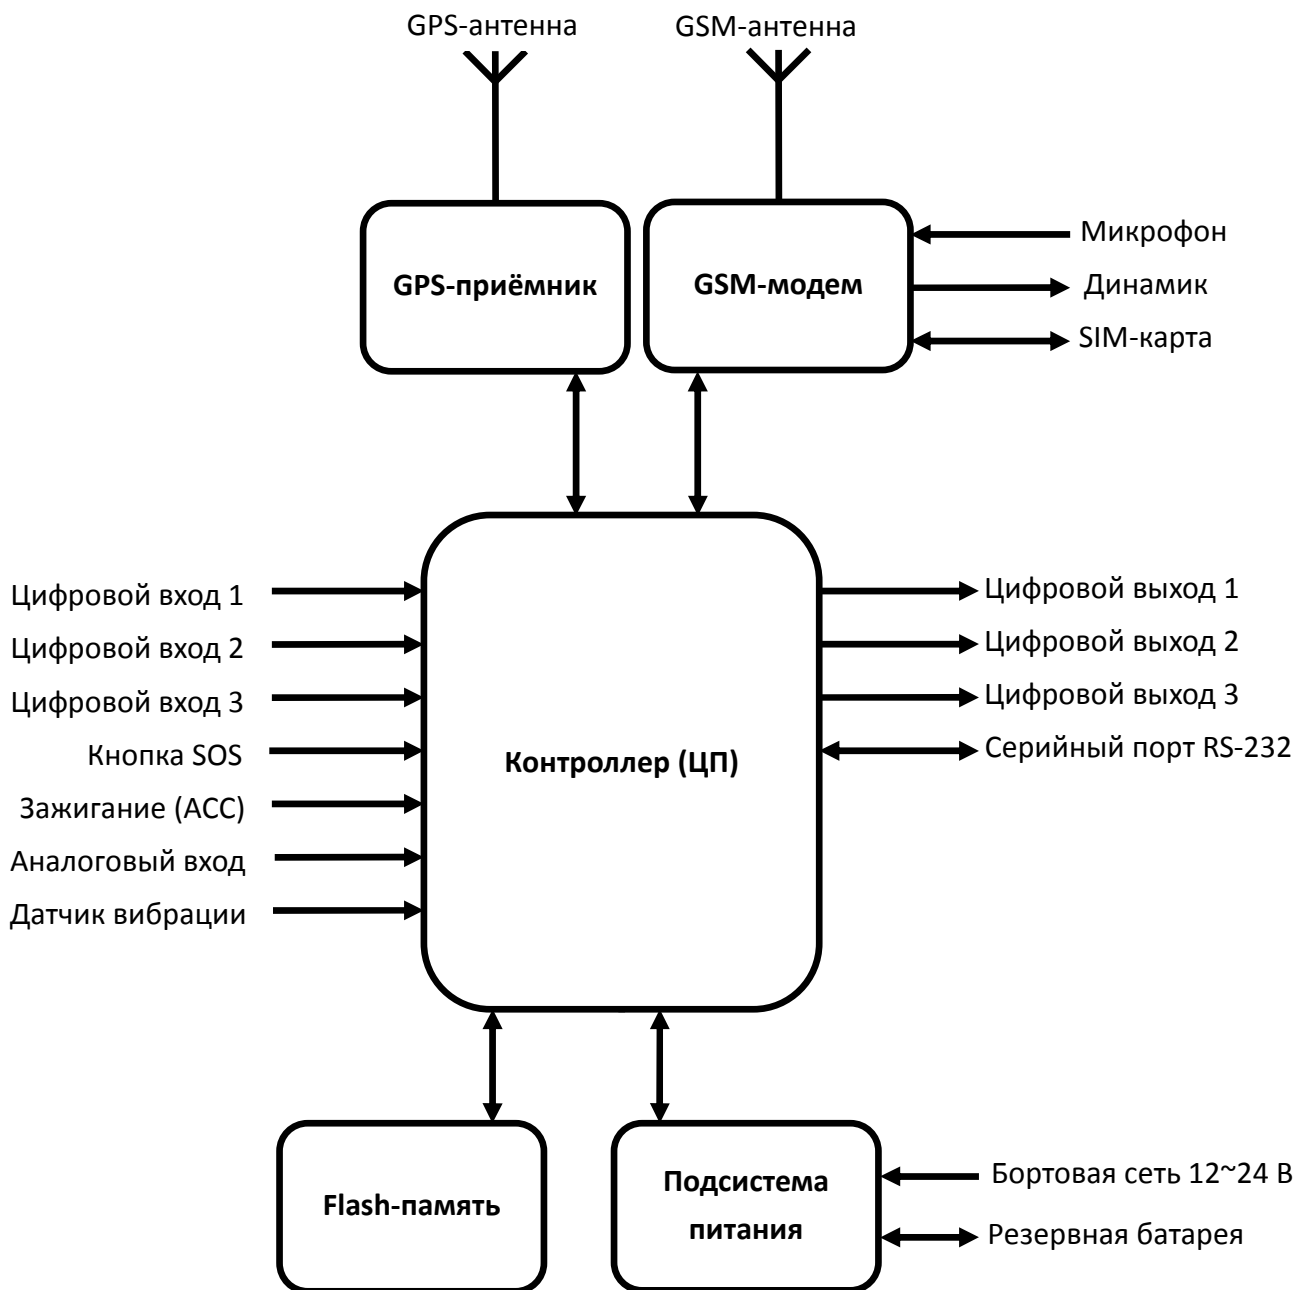 GPS-антенна
GSM-антенна
GPS-приёмник
GSM-модем
Микрофон
Динамик
SIM-карта
Цифровой вход 1
Цифровой вход 2
Цифровой вход 3
Кнопка SOS
Зажигание (ACC)
Аналоговый вход
Датчик вибрации
Контроллер (ЦП)
Цифровой выход 1
Цифровой выход 2
Цифровой выход 3
Серийный порт RS-232
Flash-память
Подсистема
питания
Бортовая сеть 12~24 В
Резервная батарея